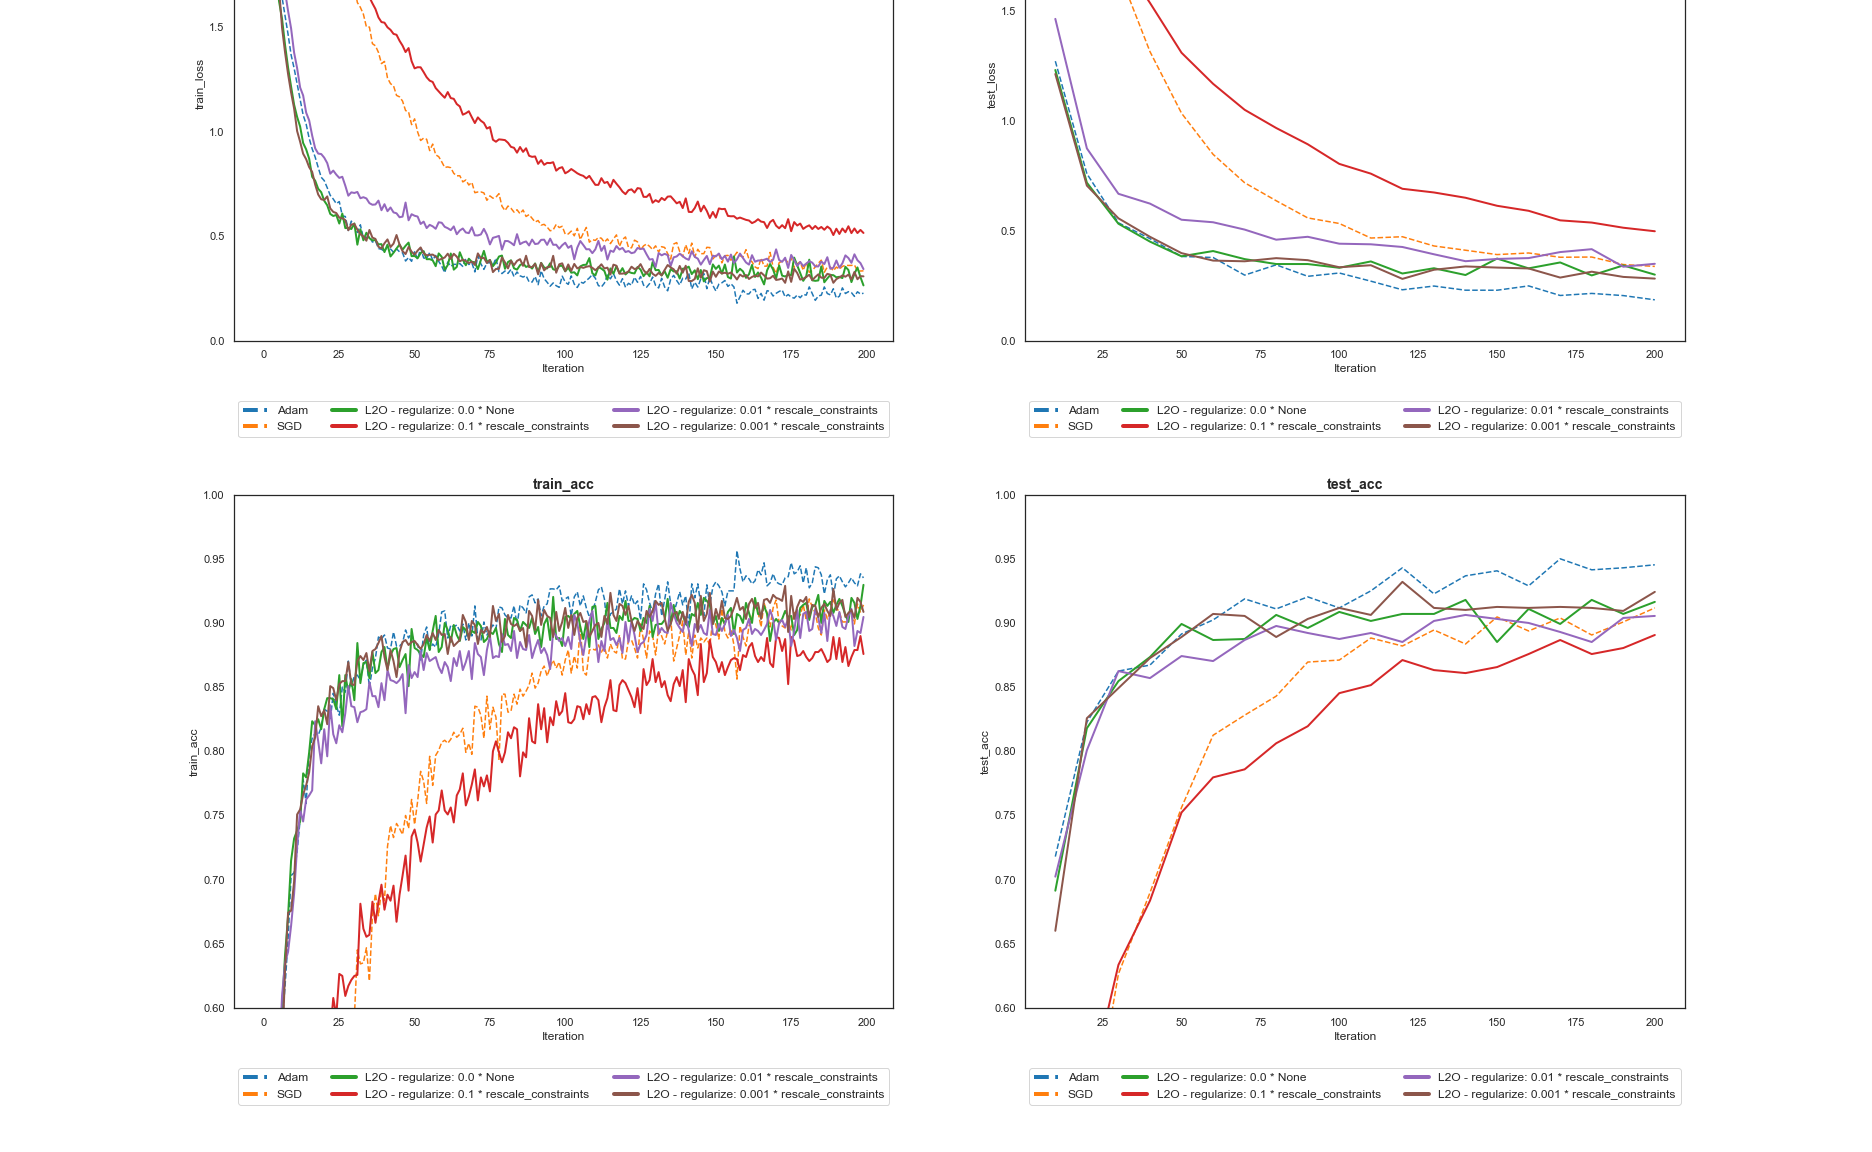 1.5
1.0
0.5
0.0
train_loss
0 25 50 75 100 125 150 175 200
Iteration
Adam L2O - regularize: 0.0 * None L2O - regularize: 0.01 * rescale_constraints
SGD L2O - regularize: 0.1 * rescale_constraints L2O - regularize: 0.001 * rescale_constraints
1.5
1.0
0.5
0.0
test_loss
25 50 75 100 125 150 175 200
Iteration
Adam L2O - regularize: 0.0 * None L2O - regularize: 0.01 * rescale_constraints
SGD L2O - regularize: 0.1 * rescale_constraints L2O - regularize: 0.001 * rescale_constraints
train_acc
1.00
0.95
0.90
0.85
0.80
0.75
0.70
0.65
0.60
train_acc
0 25 50 75 100 125 150 175 200
Iteration
Adam L2O - regularize: 0.0 * None L2O - regularize: 0.01 * rescale_constraints
SGD L2O - regularize: 0.1 * rescale_constraints L2O - regularize: 0.001 * rescale_constraints
test_acc
1.00
0.95
0.90
0.85
0.80
0.75
0.70
0.65
0.60
test_acc
25 50 75 100 125 150 175 200
Iteration
Adam L2O - regularize: 0.0 * None L2O - regularize: 0.01 * rescale_constraints
SGD L2O - regularize: 0.1 * rescale_constraints L2O - regularize: 0.001 * rescale_constraints